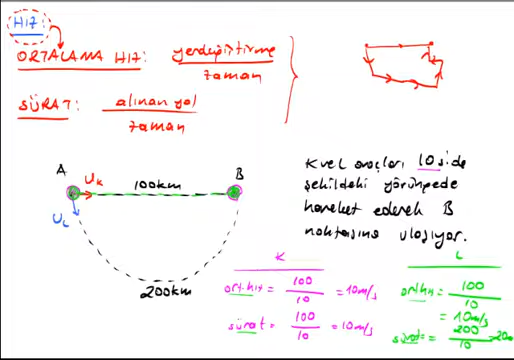 HIZ
ORTALAMA HIZ: yerdeğiştirme / zaman
SÜRAT: alınan yol / zaman
A
B
UK
100km
UL
200km
K ve L araçları 10 s'de
şekildeki yörüngede
hareket ederek B
noktasına ulaşıyor.
K
ort.hız = 100/10 = 10m/s
sürat = 100/10 = 10m/s
L
ort.hız = 100/10
= 10m/s
sürat = 200/10 = 20m